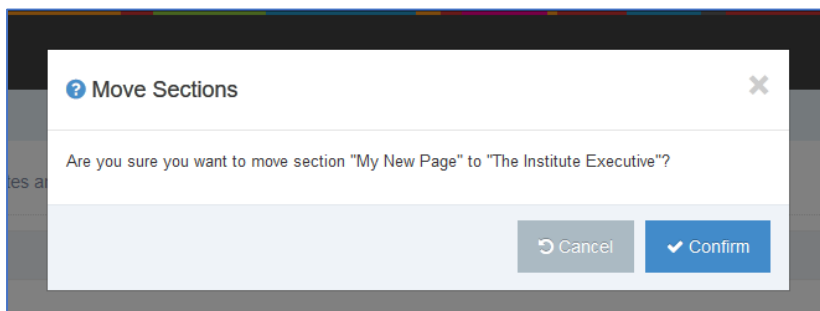 Move Sections
Are you sure you want to move section "My New Page" to "The Institute Executive"?
tes a
Cancel
Confirm